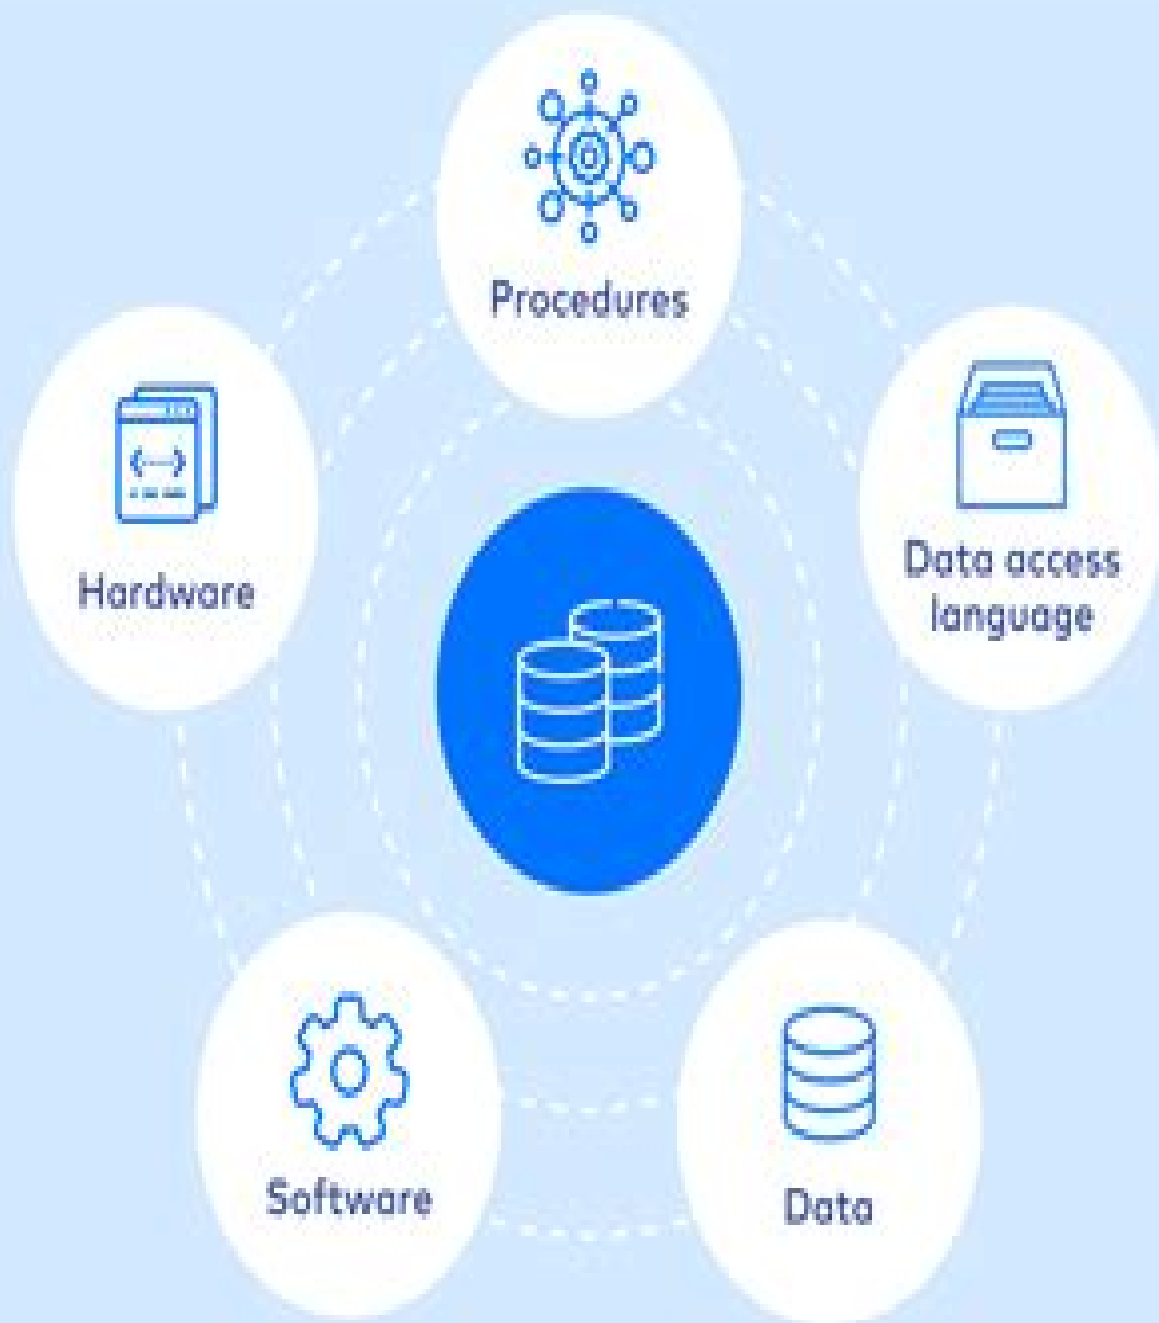 Procedures
Hardware
Data access
language
Software
Data